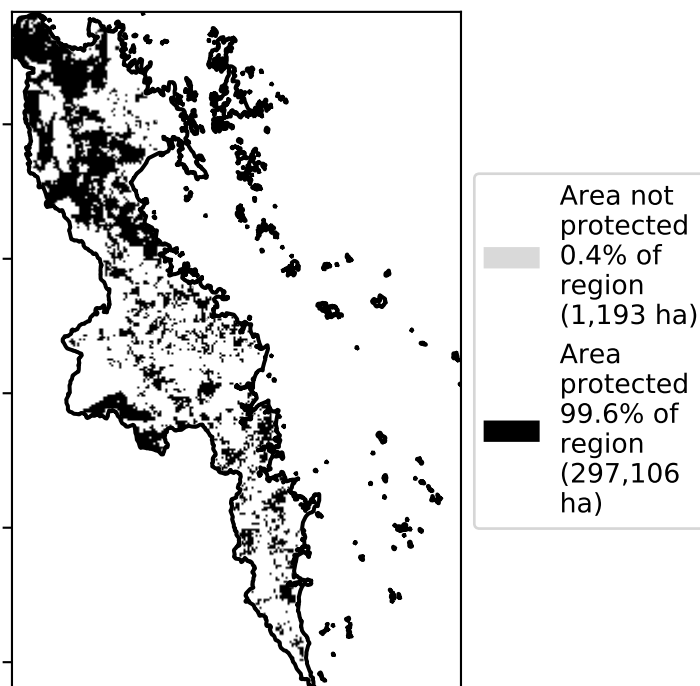 Area not
protected
0.4% of
region
(1,193 ha)
Area
protected
99.6% of
region
(297,106
ha)